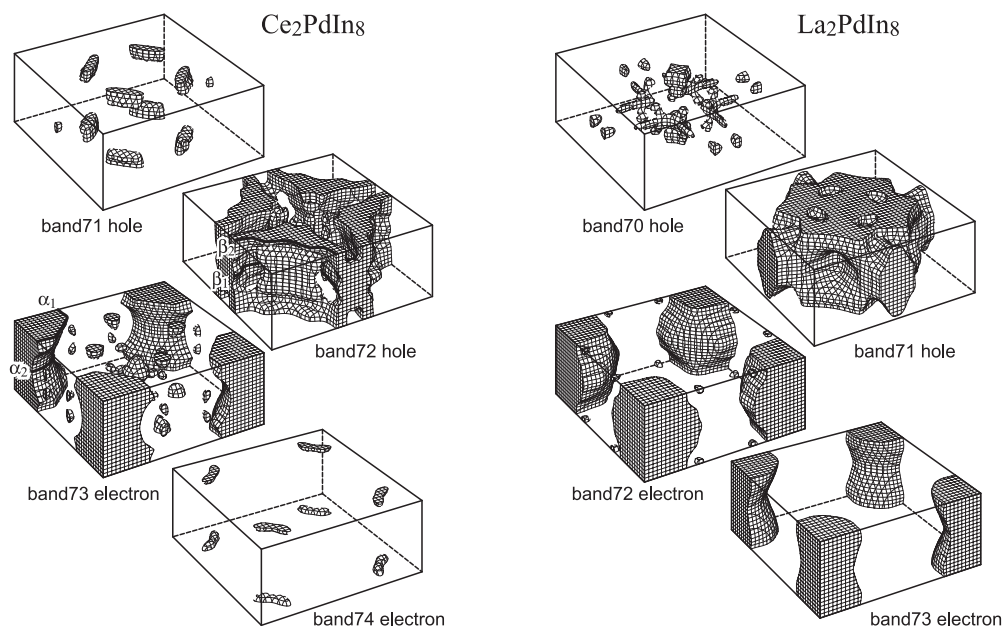 Ce₂PdIn₈
La₂PdIn₈
band71 hole
β₂
β₁
band72 hole
α₁
α₂
band73 electron
band74 electron
band70 hole
band71 hole
band72 electron
band73 electron